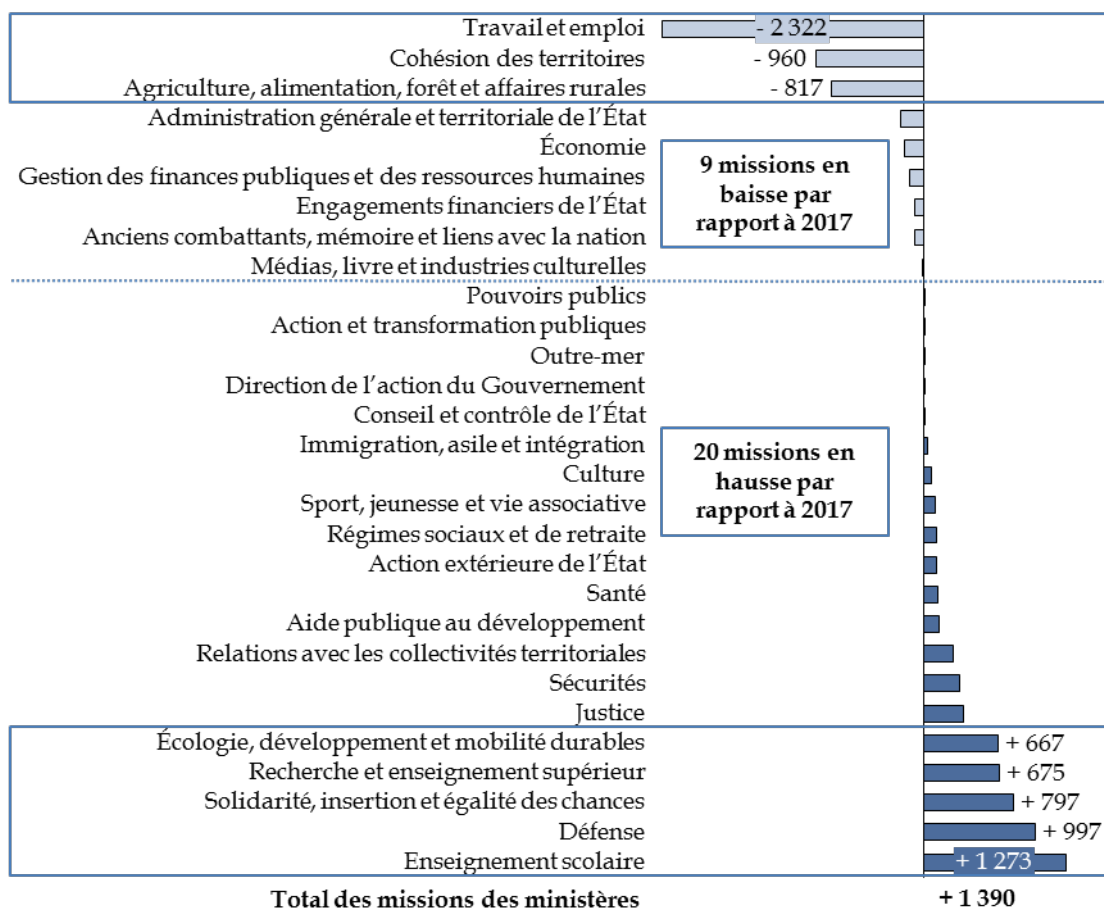 Travail et emploi - 2 322
Cohésion des territoires - 960
Agriculture, alimentation, forêt et affaires rurales - 817
Administration générale et territoriale de l'État
Économie
Gestion des finances publiques et des ressources humaines
Engagements financiers de l'État
Anciens combattants, mémoire et liens avec la nation
Médias, livre et industries culturelles
9 missions en
baisse par
rapport à 2017
Pouvoirs publics
Action et transformation publiques
Outre-mer
Direction de l'action du Gouvernement
Conseil et contrôle de l'État
Immigration, asile et intégration
Culture
Sport, jeunesse et vie associative
Régimes sociaux et de retraite
Action extérieure de l'État
Santé
Aide publique au développement
Relations avec les collectivités territoriales
Sécurités
Justice
20 missions en
hausse par
rapport à 2017
Écologie, développement et mobilité durables + 667
Recherche et enseignement supérieur + 675
Solidarité, insertion et égalité des chances + 797
Défense + 997
Enseignement scolaire + 1 273
Total des missions des ministères + 1 390